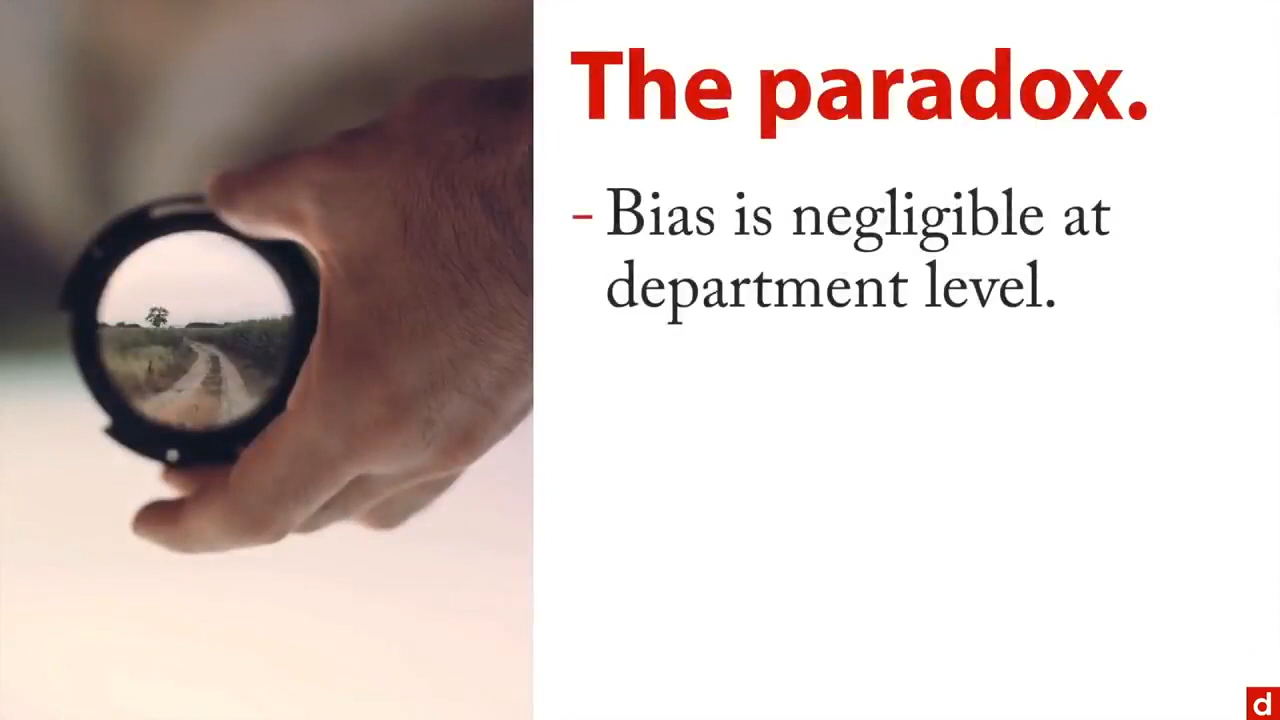 The paradox.
- Bias is negligible at
department level.
d